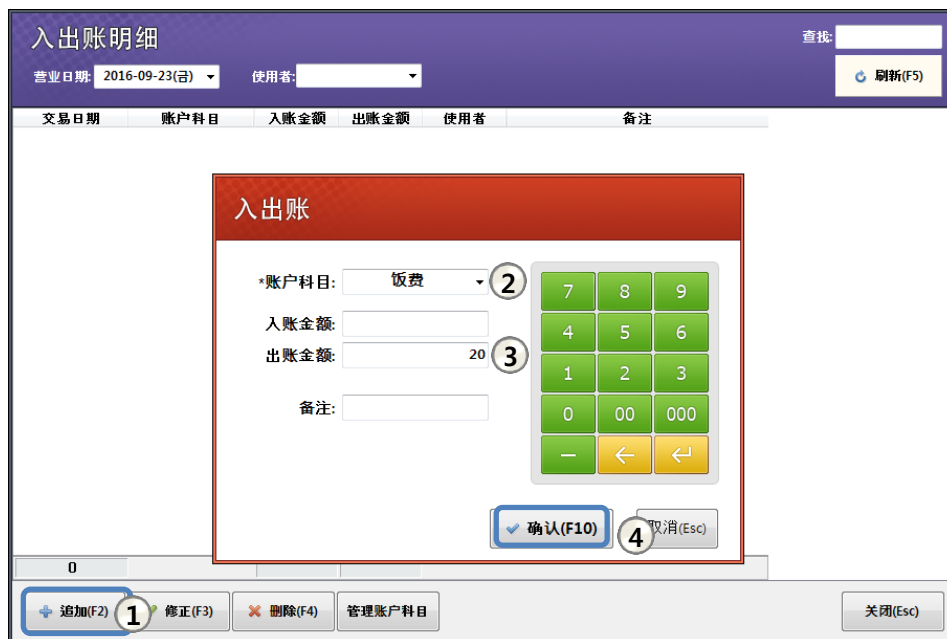 入出账明细
查找:
营业日期: 2016-09-23(금) 使用者:
刷新(F5)
交易日期 账户科目 入账金额 出账金额 使用者 备注
入出账
*账户科目: 饭费 2
入账金额:
出账金额: 20 3
备注:
7 8 9
4 5 6
1 2 3
0 00 000
– ← ↵
确认(F10) 4 取消(Esc)
0
追加(F2) 1 修正(F3) 删除(F4) 管理账户科目 关闭(Esc)